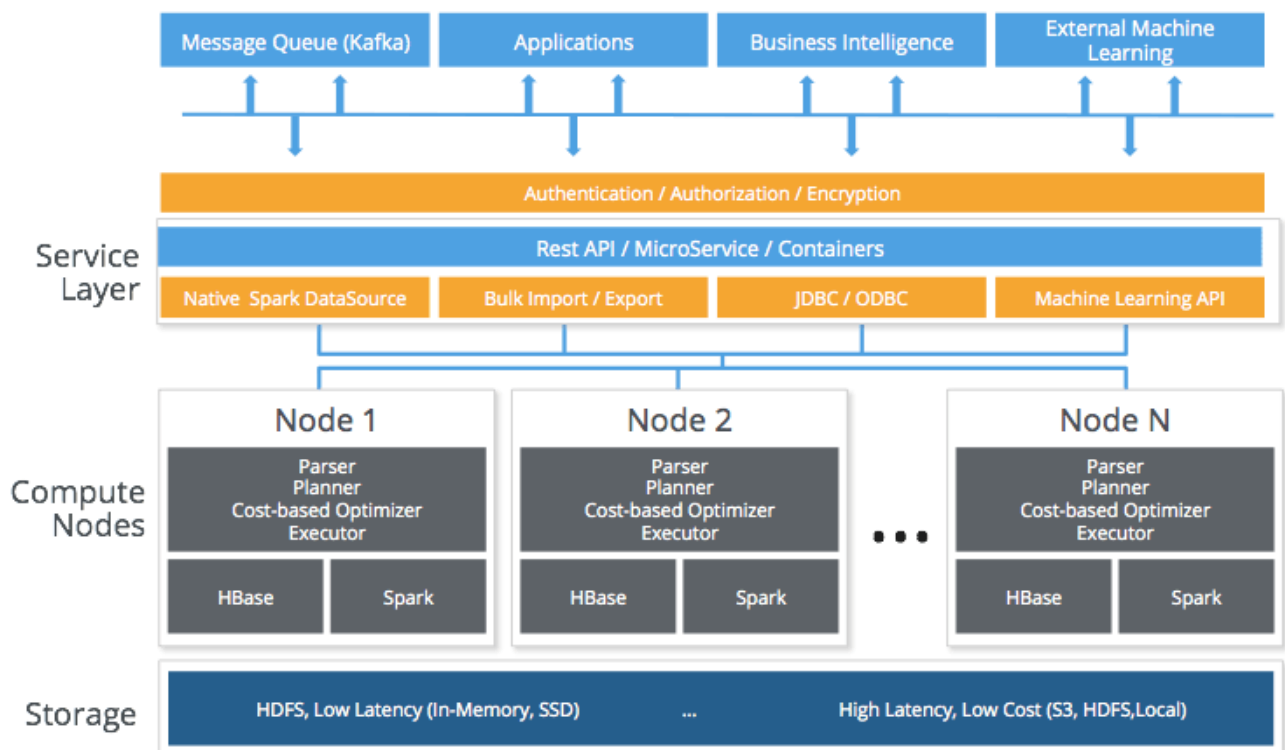 Message Queue (Kafka)
Applications
Business Intelligence
External Machine
Learning
Authentication / Authorization / Encryption
Service
Layer
Rest API / MicroService / Containers
Native Spark DataSource
Bulk Import / Export
JDBC / ODBC
Machine Learning API
Compute
Nodes
Node 1
Parser
Planner
Cost-based Optimizer
Executor
HBase
Spark
Node 2
Parser
Planner
Cost-based Optimizer
Executor
HBase
Spark
...
Node N
Parser
Planner
Cost-based Optimizer
Executor
HBase
Spark
Storage
HDFS, Low Latency (In-Memory, SSD)
...
High Latency, Low Cost (S3, HDFS,Local)